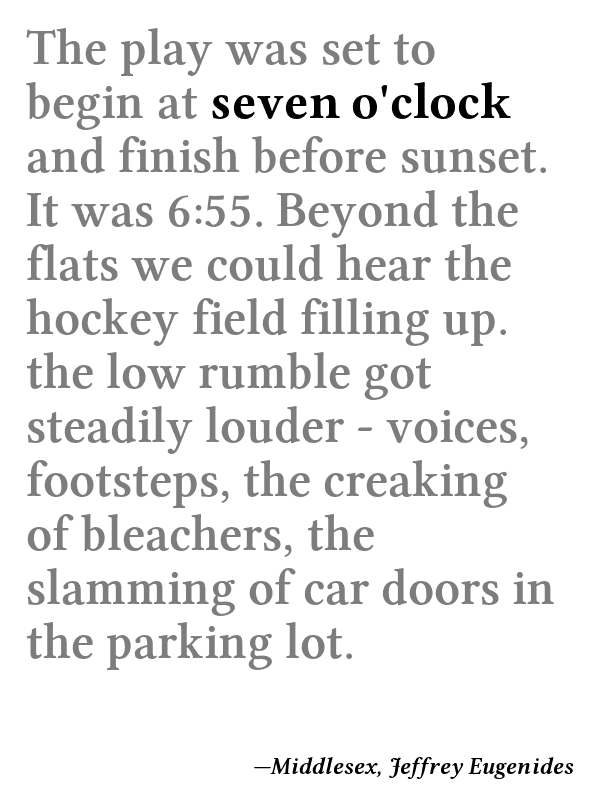 The play was set to
begin at seven o'clock
and finish before sunset.
It was 6:55. Beyond the
flats we could hear the
hockey field filling up.
the low rumble got
steadily louder - voices,
footsteps, the creaking
of bleachers, the
slamming of car doors in
the parking lot.
—Middlesex, Jeffrey Eugenides